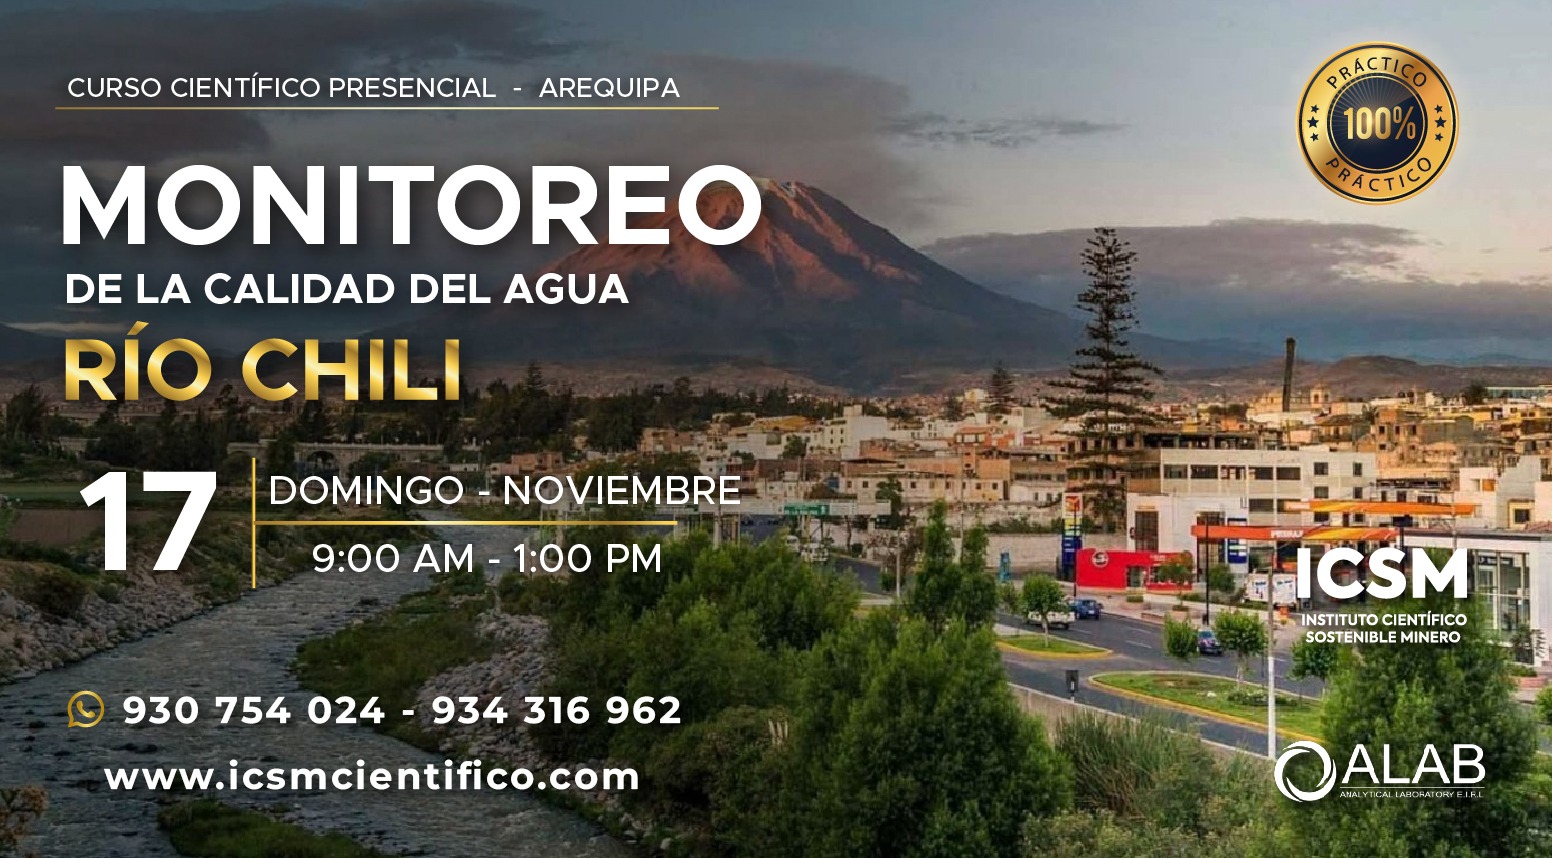 CURSO CIENTÍFICO PRESENCIAL - AREQUIPA
PRÁCTICO
100%
PRÁCTICO
MONITOREO
DE LA CALIDAD DEL AGUA
RÍO CHILI
17
DOMINGO - NOVIEMBRE
9:00 AM - 1:00 PM
ICSM
INSTITUTO CIENTÍFICO
SOSTENIBLE MINERO
930 754 024 - 934 316 962
www.icsmcientifico.com
ALAB
ANALYTICAL LABORATORY E.I.R.L